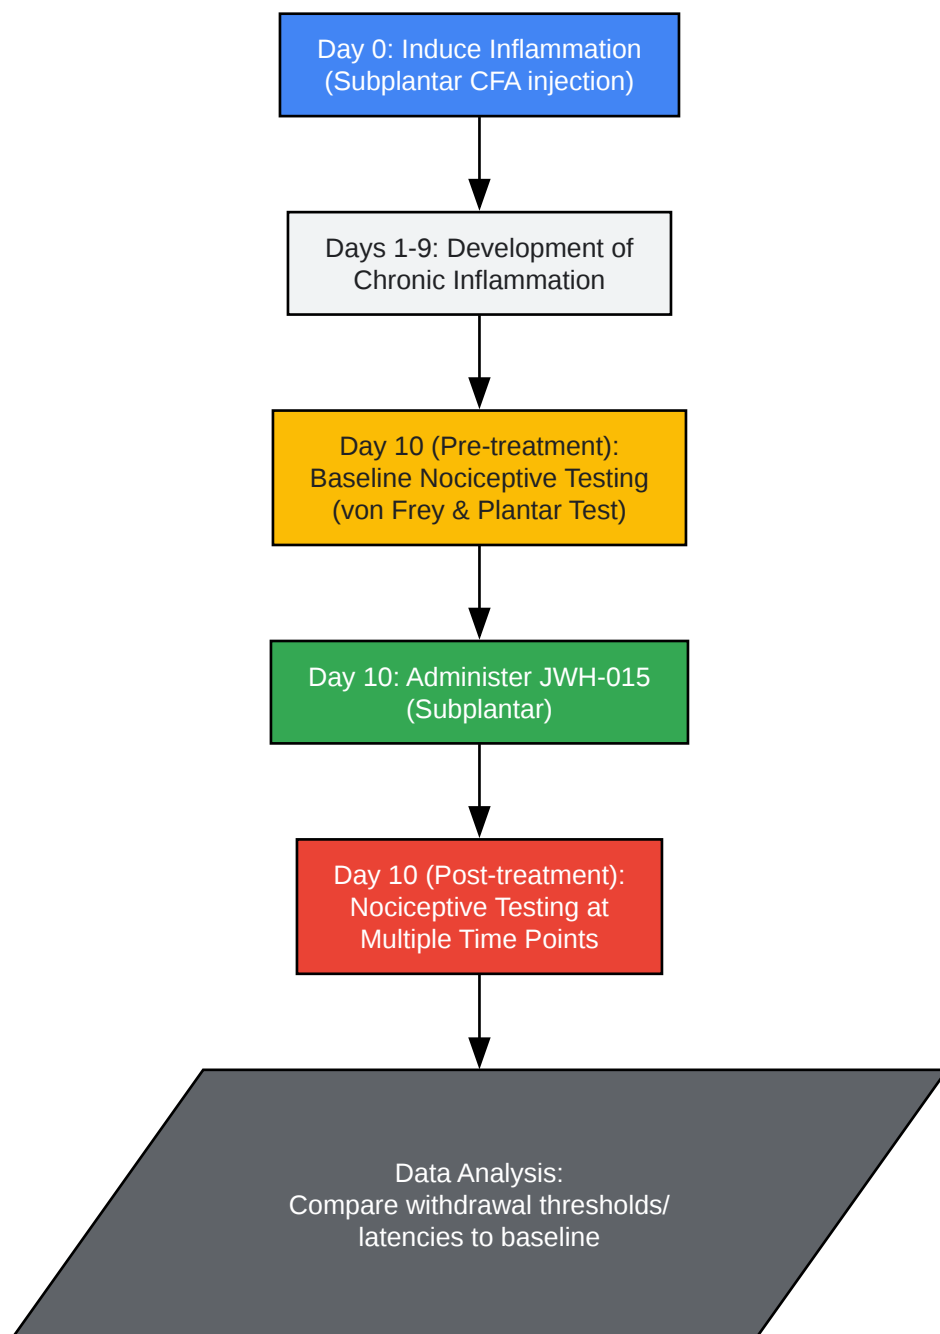 Day 0: Induce Inflammation
(Subplantar CFA injection)
Days 1-9: Development of
Chronic Inflammation
Day 10 (Pre-treatment):
Baseline Nociceptive Testing
(von Frey & Plantar Test)
Day 10: Administer JWH-015
(Subplantar)
Day 10 (Post-treatment):
Nociceptive Testing at
Multiple Time Points
Data Analysis:
Compare withdrawal thresholds/
latencies to baseline